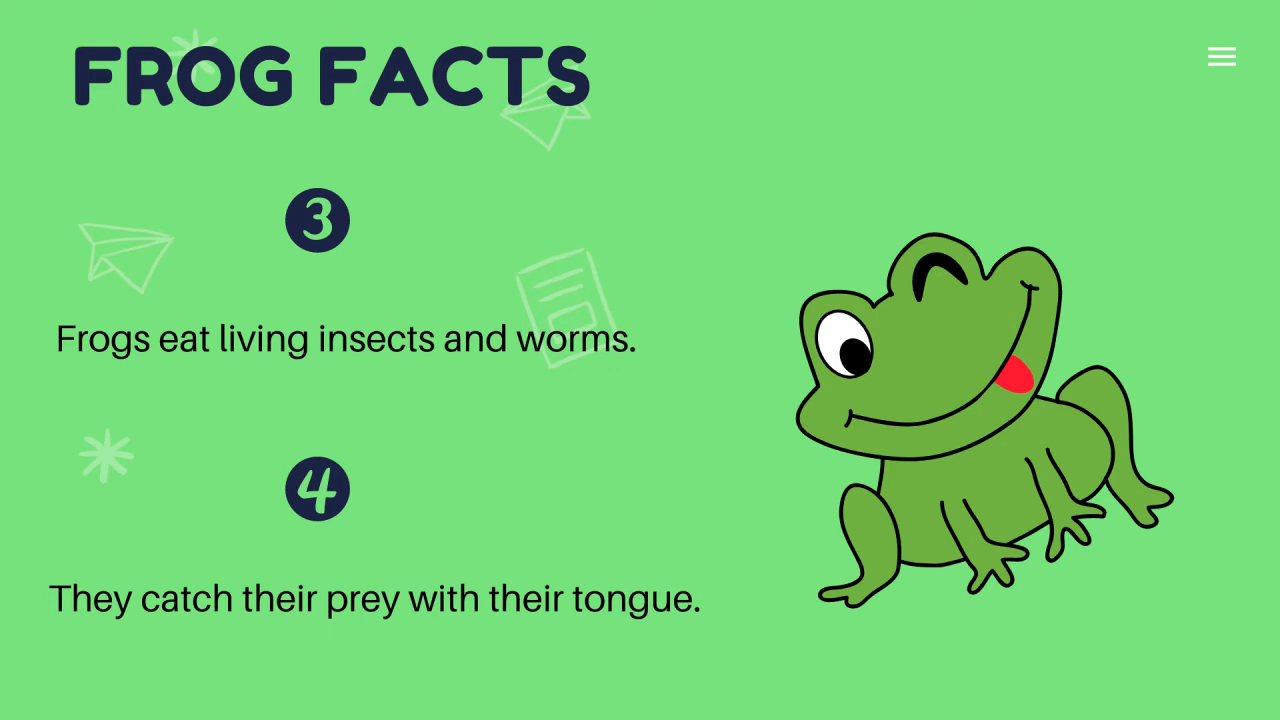 FROG FACTS
3
Frogs eat living insects and worms.
4
They catch their prey with their tongue.